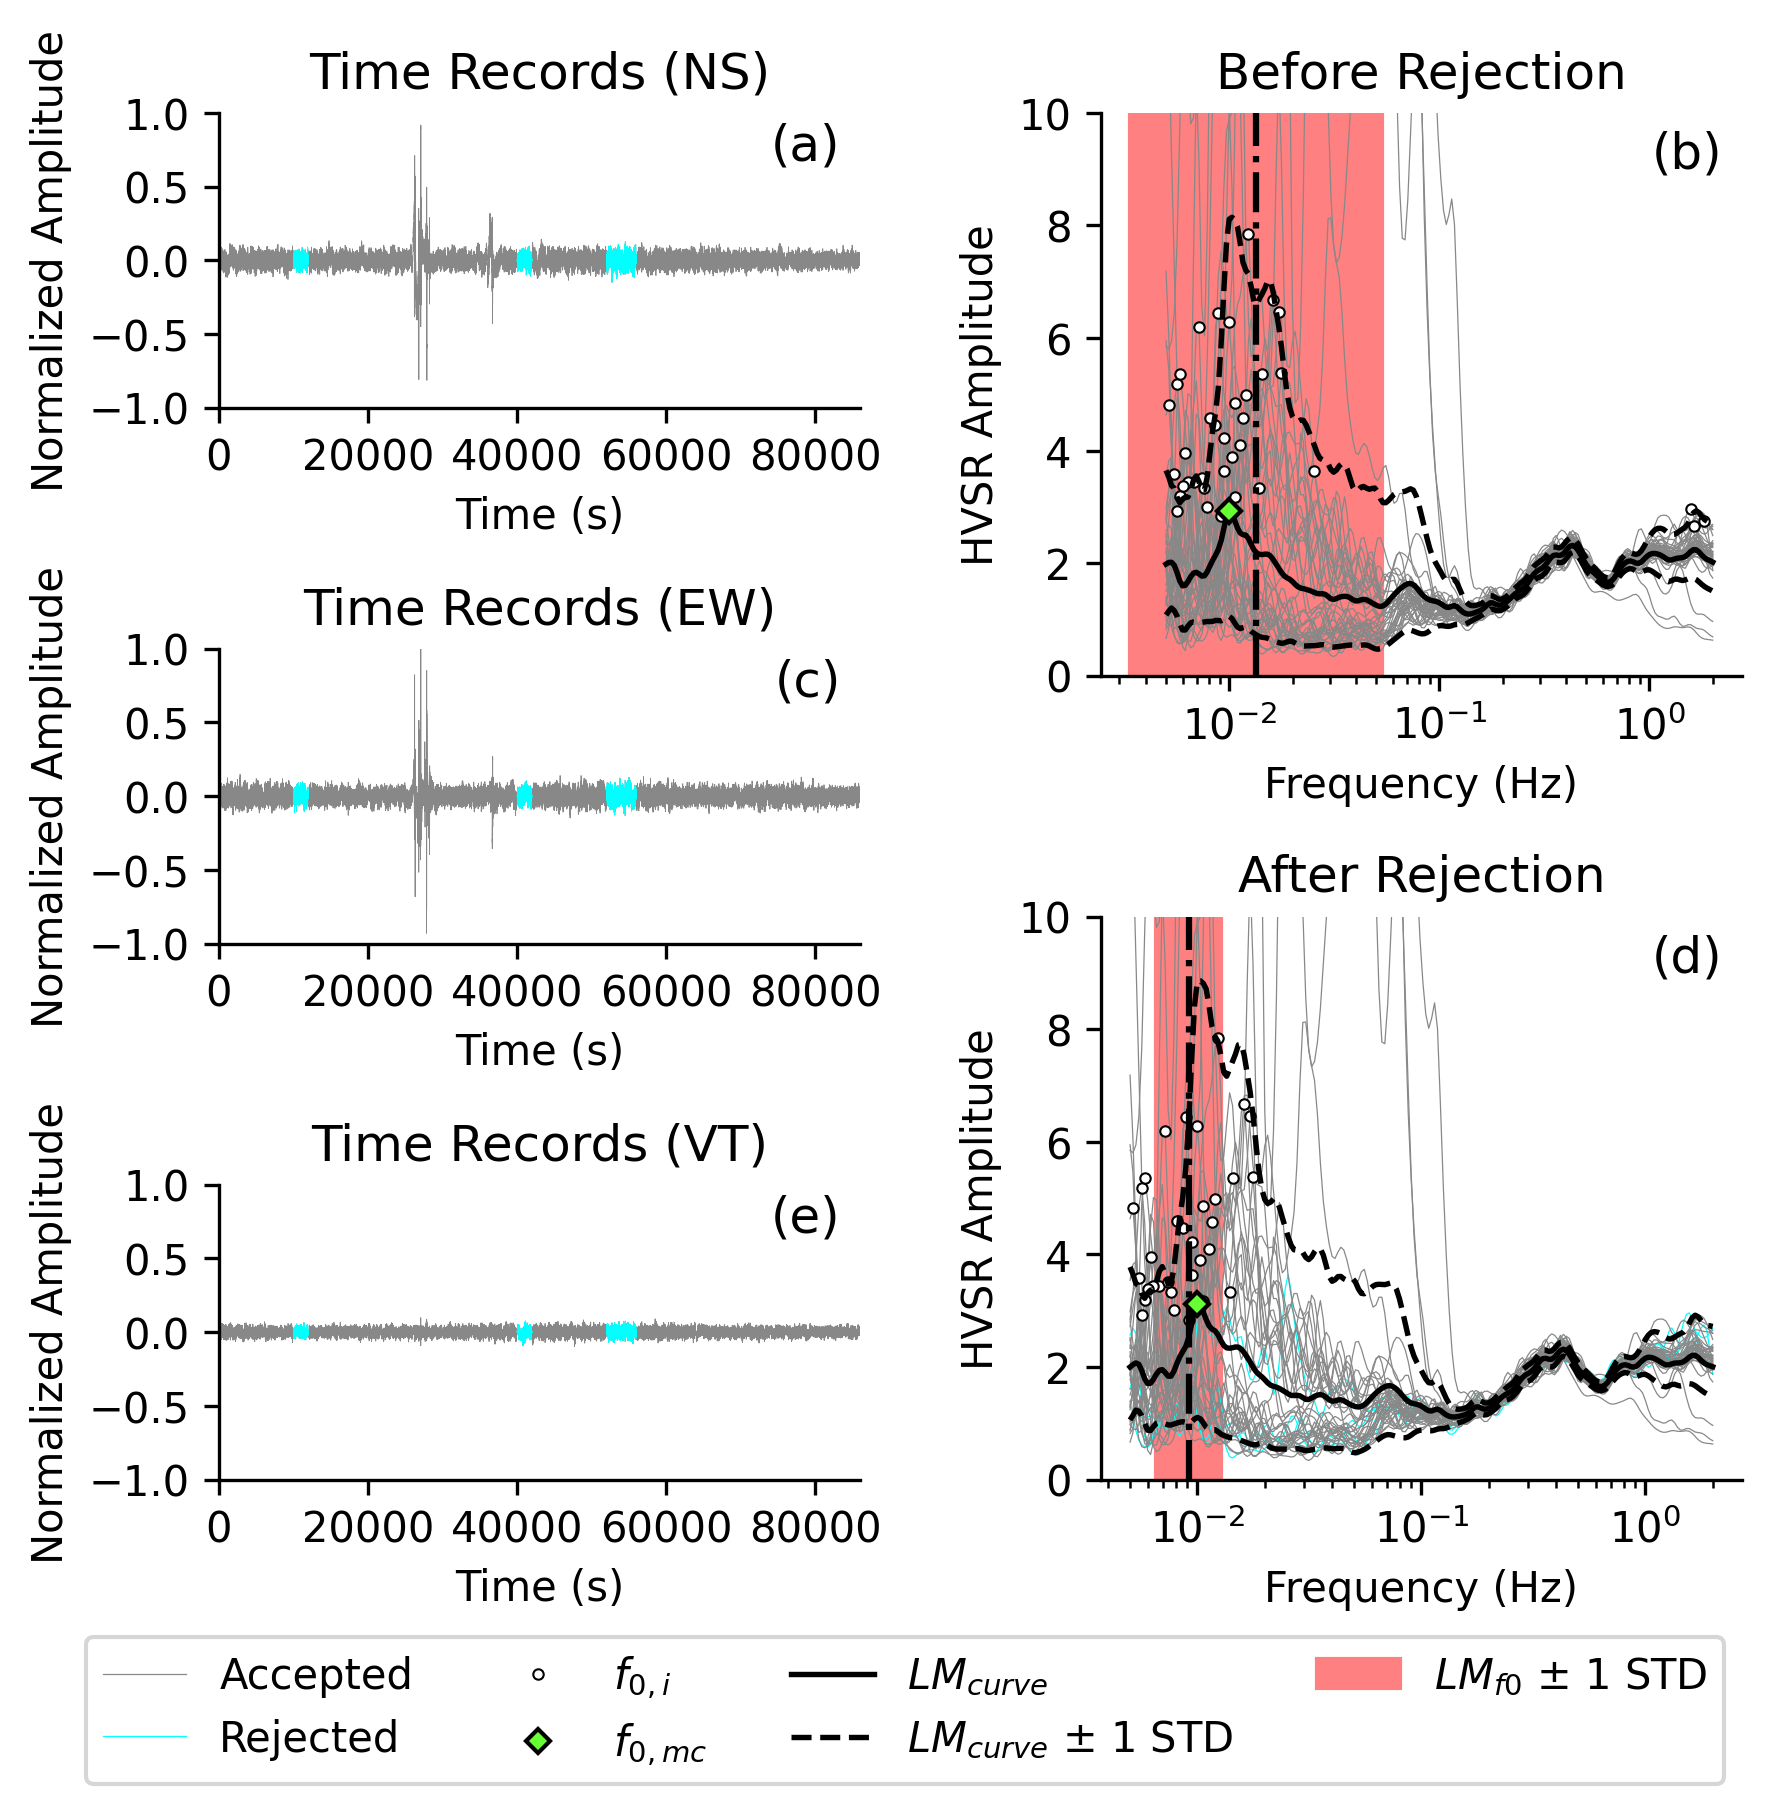 Time Records (NS)
(a)
Normalized Amplitude
1.0
0.5
0.0
−0.5
−1.0
0 20000 40000 60000 80000
Time (s)
Before Rejection
(b)
HVSR Amplitude
10
8
6
4
2
0
10⁻² 10⁻¹ 10⁰
Frequency (Hz)
Time Records (EW)
(c)
Normalized Amplitude
1.0
0.5
0.0
−0.5
−1.0
0 20000 40000 60000 80000
Time (s)
After Rejection
(d)
HVSR Amplitude
10
8
6
4
2
0
10⁻² 10⁻¹ 10⁰
Frequency (Hz)
Time Records (VT)
(e)
Normalized Amplitude
1.0
0.5
0.0
−0.5
−1.0
0 20000 40000 60000 80000
Time (s)
Accepted
Rejected
f0,i
f0,mc
LMcurve
LMcurve ± 1 STD
LMf0 ± 1 STD